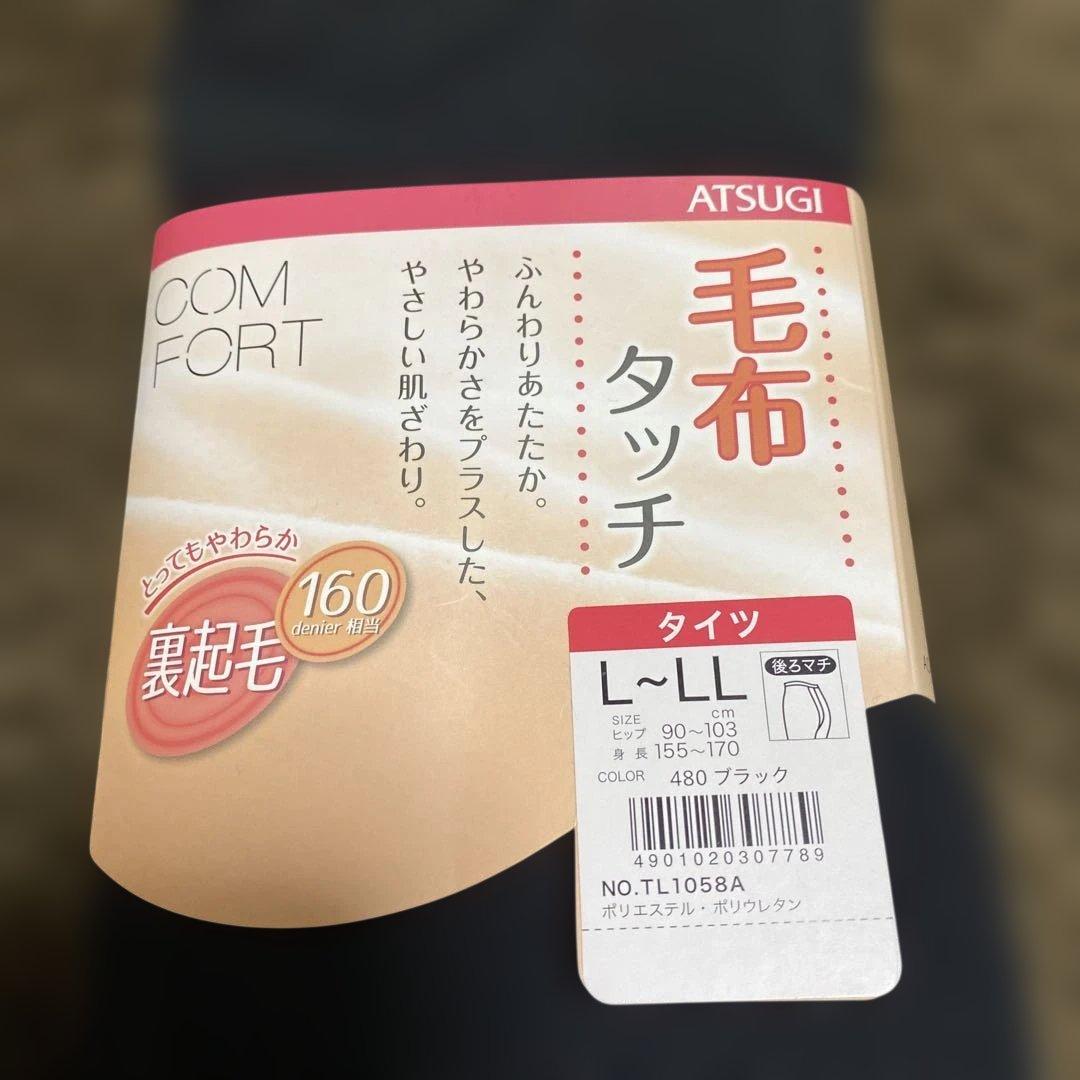 ATSUGI
COM
FORT
毛布
タッチ
ふんわりあたたか。
やわらかさをプラスした、
やさしい肌ざわり。
とってもやわらか
裏起毛
160
denier 相当
タイツ
L~LL
後ろマチ
SIZE cm
ヒップ 90~103
身長 155~170
COLOR 480 ブラック
4901020307789
NO.TL1058A
ポリエステル・ポリウレタン